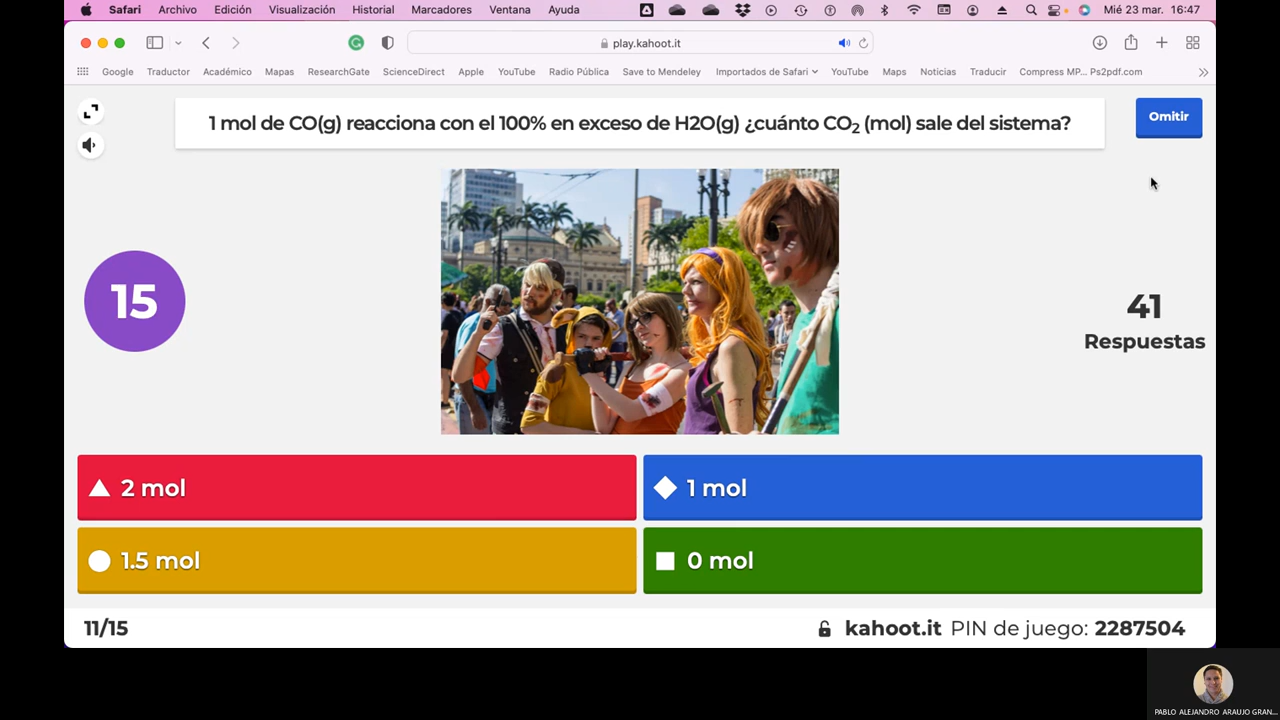 Safari Archivo Edición Visualización Historial Marcadores Ventana Ayuda Mié 23 mar. 16:47
play.kahoot.it
Google Traductor Académico Mapas ResearchGate ScienceDirect Apple YouTube Radio Pública Save to Mendeley Importados de Safari YouTube Maps Noticias Traducir Compress MP... Ps2pdf.com
1 mol de CO(g) reacciona con el 100% en exceso de H2O(g) ¿cuánto CO₂ (mol) sale del sistema?
Omitir
15
41
Respuestas
2 mol
1 mol
1.5 mol
0 mol
11/15
kahoot.it PIN de juego: 2287504
PABLO ALEJANDRO ARAUJO GRAN...